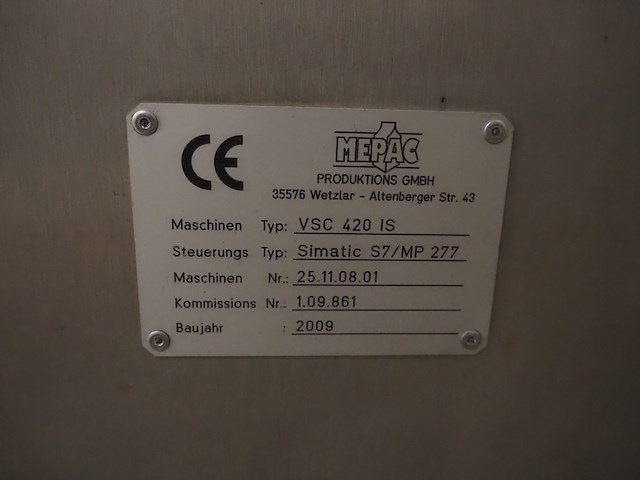 CE
MEPAC
PRODUKTIONS GMBH
35576 Wetzlar - Altenberger Str. 43
Maschinen Typ: VSC 420 IS
Steuerungs Typ: Simatic S7/MP 277
Maschinen Nr.: 25.11.08.01
Kommissions Nr.: 1.09.861
Baujahr : 2009